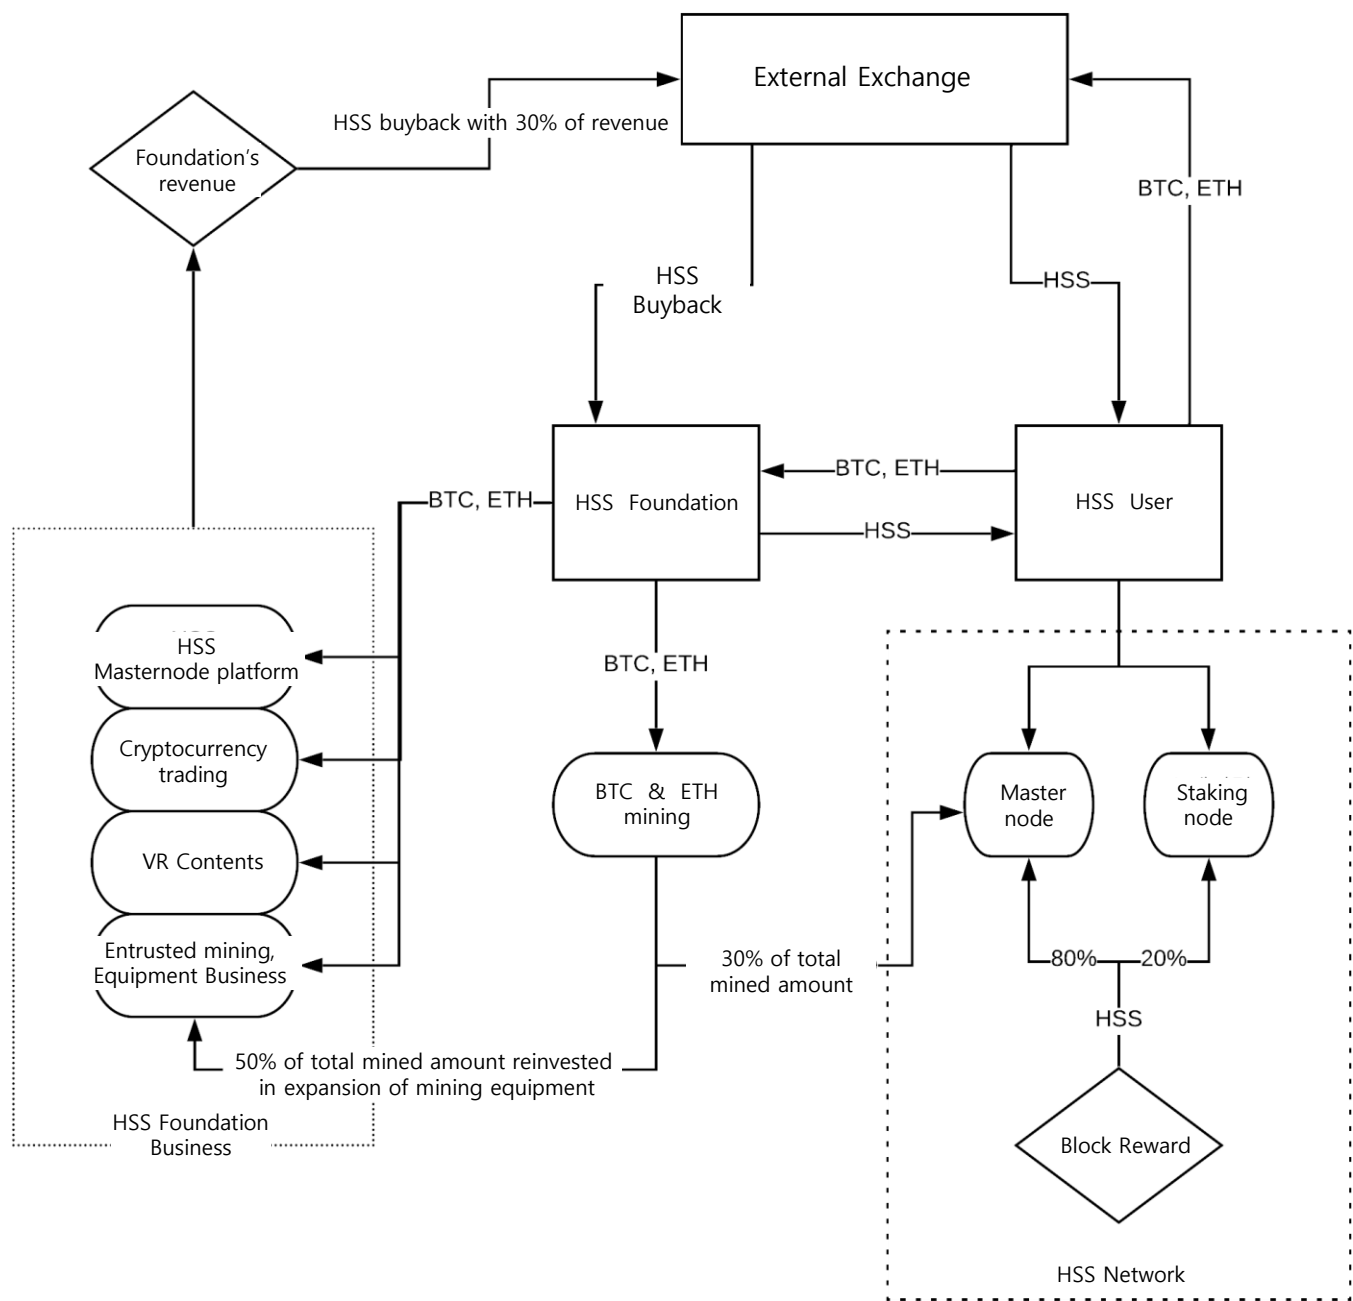 External Exchange
HSS buyback with 30% of revenue
Foundation's
revenue
BTC, ETH
HSS
Buyback
HSS
BTC, ETH
BTC, ETH
HSS Foundation
HSS User
HSS
HSS
Masternode platform
BTC, ETH
Cryptocurrency
trading
BTC & ETH
mining
Master
node
Staking
node
VR Contents
Entrusted mining,
Equipment Business
30% of total
mined amount
80%
20%
HSS
50% of total mined amount reinvested
in expansion of mining equipment
HSS Foundation
Business
Block Reward
HSS Network